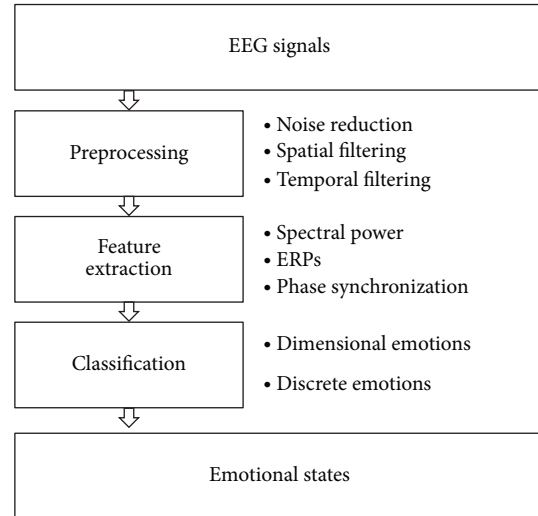 EEG signals
Preprocessing
• Noise reduction
• Spatial filtering
• Temporal filtering
Feature
extraction
• Spectral power
• ERPs
• Phase synchronization
Classification
• Dimensional emotions
• Discrete emotions
Emotional states